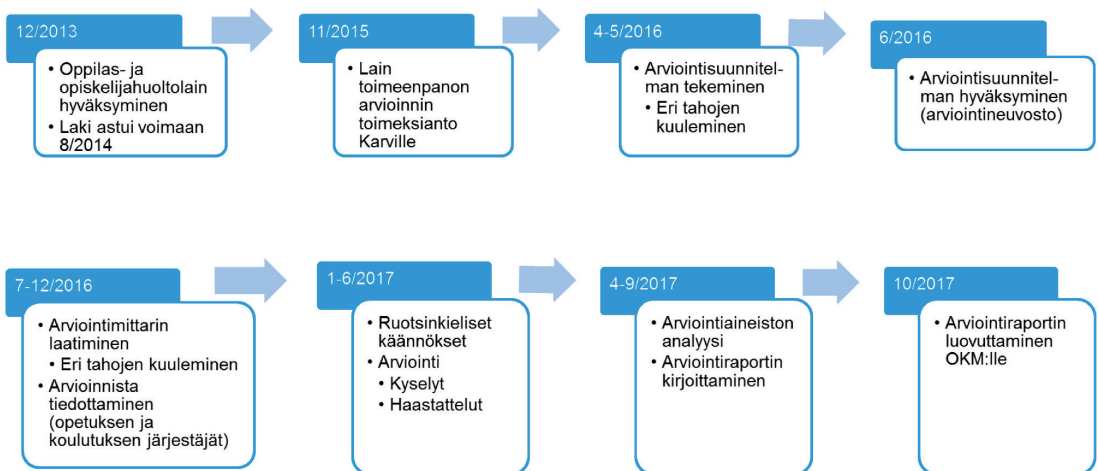 12/2013
• Oppilas- ja
opiskelijahuoltolain
hyväksyminen
• Laki astui voimaan
8/2014
11/2015
• Lain
toimeenpanon
arvioinnin
toimeksianto
Karville
4-5/2016
• Arviointisuunnitel-
man tekeminen
• Eri tahojen
kuuleminen
6/2016
• Arviointisuunnitel-
man hyväksyminen
(arviointineuvosto)
7-12/2016
• Arviointimittarin
laatiminen
• Eri tahojen kuuleminen
• Arvioinnista
tiedottaminen
(opetuksen ja
koulutuksen järjestäjät)
1-6/2017
• Ruotsinkieliset
käännökset
• Arviointi
• Kyselyt
• Haastattelut
4-9/2017
• Arviointiaineiston
analyysi
• Arviointiraportin
kirjoittaminen
10/2017
• Arviointiraportin
luovuttaminen
OKM:lle